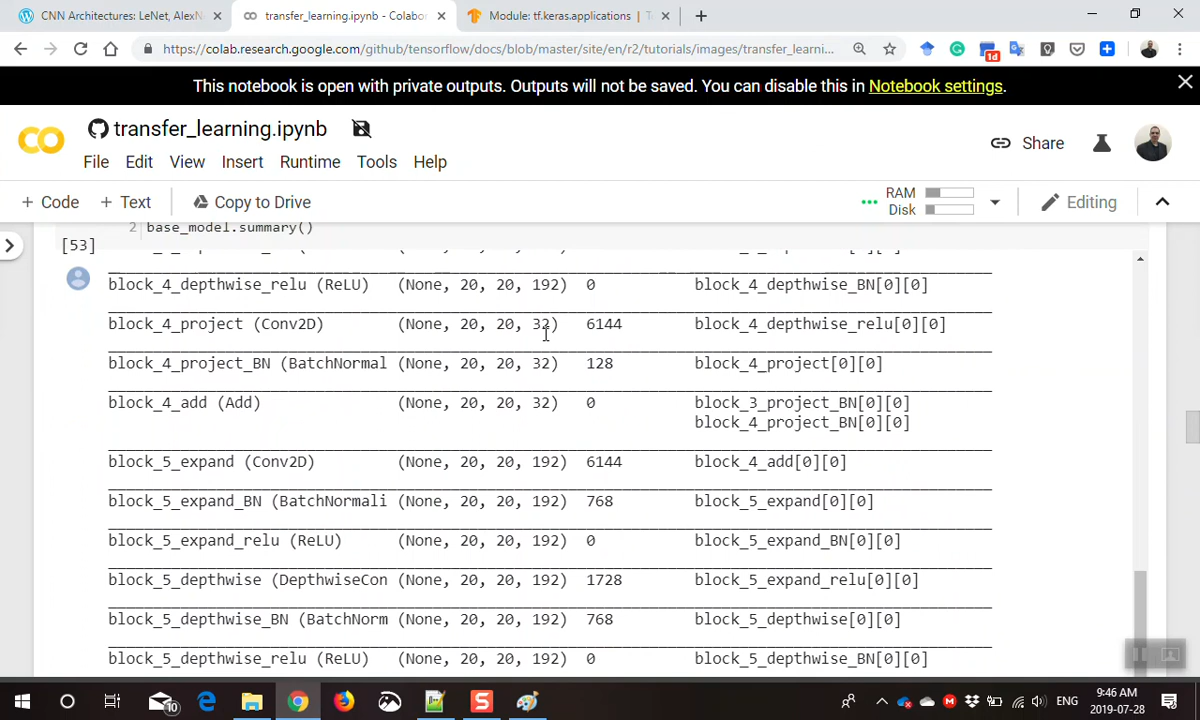 CNN Architectures: LeNet, AlexN
transfer_learning.ipynb - Colabor
Module: tf.keras.applications | T
https://colab.research.google.com/github/tensorflow/docs/blob/master/site/en/r2/tutorials/images/transfer_learni...
1d
This notebook is open with private outputs. Outputs will not be saved. You can disable this in Notebook settings.
transfer_learning.ipynb
Share
File Edit View Insert Runtime Tools Help
+ Code + Text Copy to Drive
RAM
Disk
Editing
2 base_model.summary()
[53]
block_4_depthwise_relu (ReLU) (None, 20, 20, 192) 0 block_4_depthwise_BN[0][0]
block_4_project (Conv2D) (None, 20, 20, 32) 6144 block_4_depthwise_relu[0][0]
block_4_project_BN (BatchNormal (None, 20, 20, 32) 128 block_4_project[0][0]
block_4_add (Add) (None, 20, 20, 32) 0 block_3_project_BN[0][0]
block_4_project_BN[0][0]
block_5_expand (Conv2D) (None, 20, 20, 192) 6144 block_4_add[0][0]
block_5_expand_BN (BatchNormali (None, 20, 20, 192) 768 block_5_expand[0][0]
block_5_expand_relu (ReLU) (None, 20, 20, 192) 0 block_5_expand_BN[0][0]
block_5_depthwise (DepthwiseCon (None, 20, 20, 192) 1728 block_5_expand_relu[0][0]
block_5_depthwise_BN (BatchNorm (None, 20, 20, 192) 768 block_5_depthwise[0][0]
block_5_depthwise_relu (ReLU) (None, 20, 20, 192) 0 block_5_depthwise_BN[0][0]
10
ENG
9:46 AM
2019-07-28